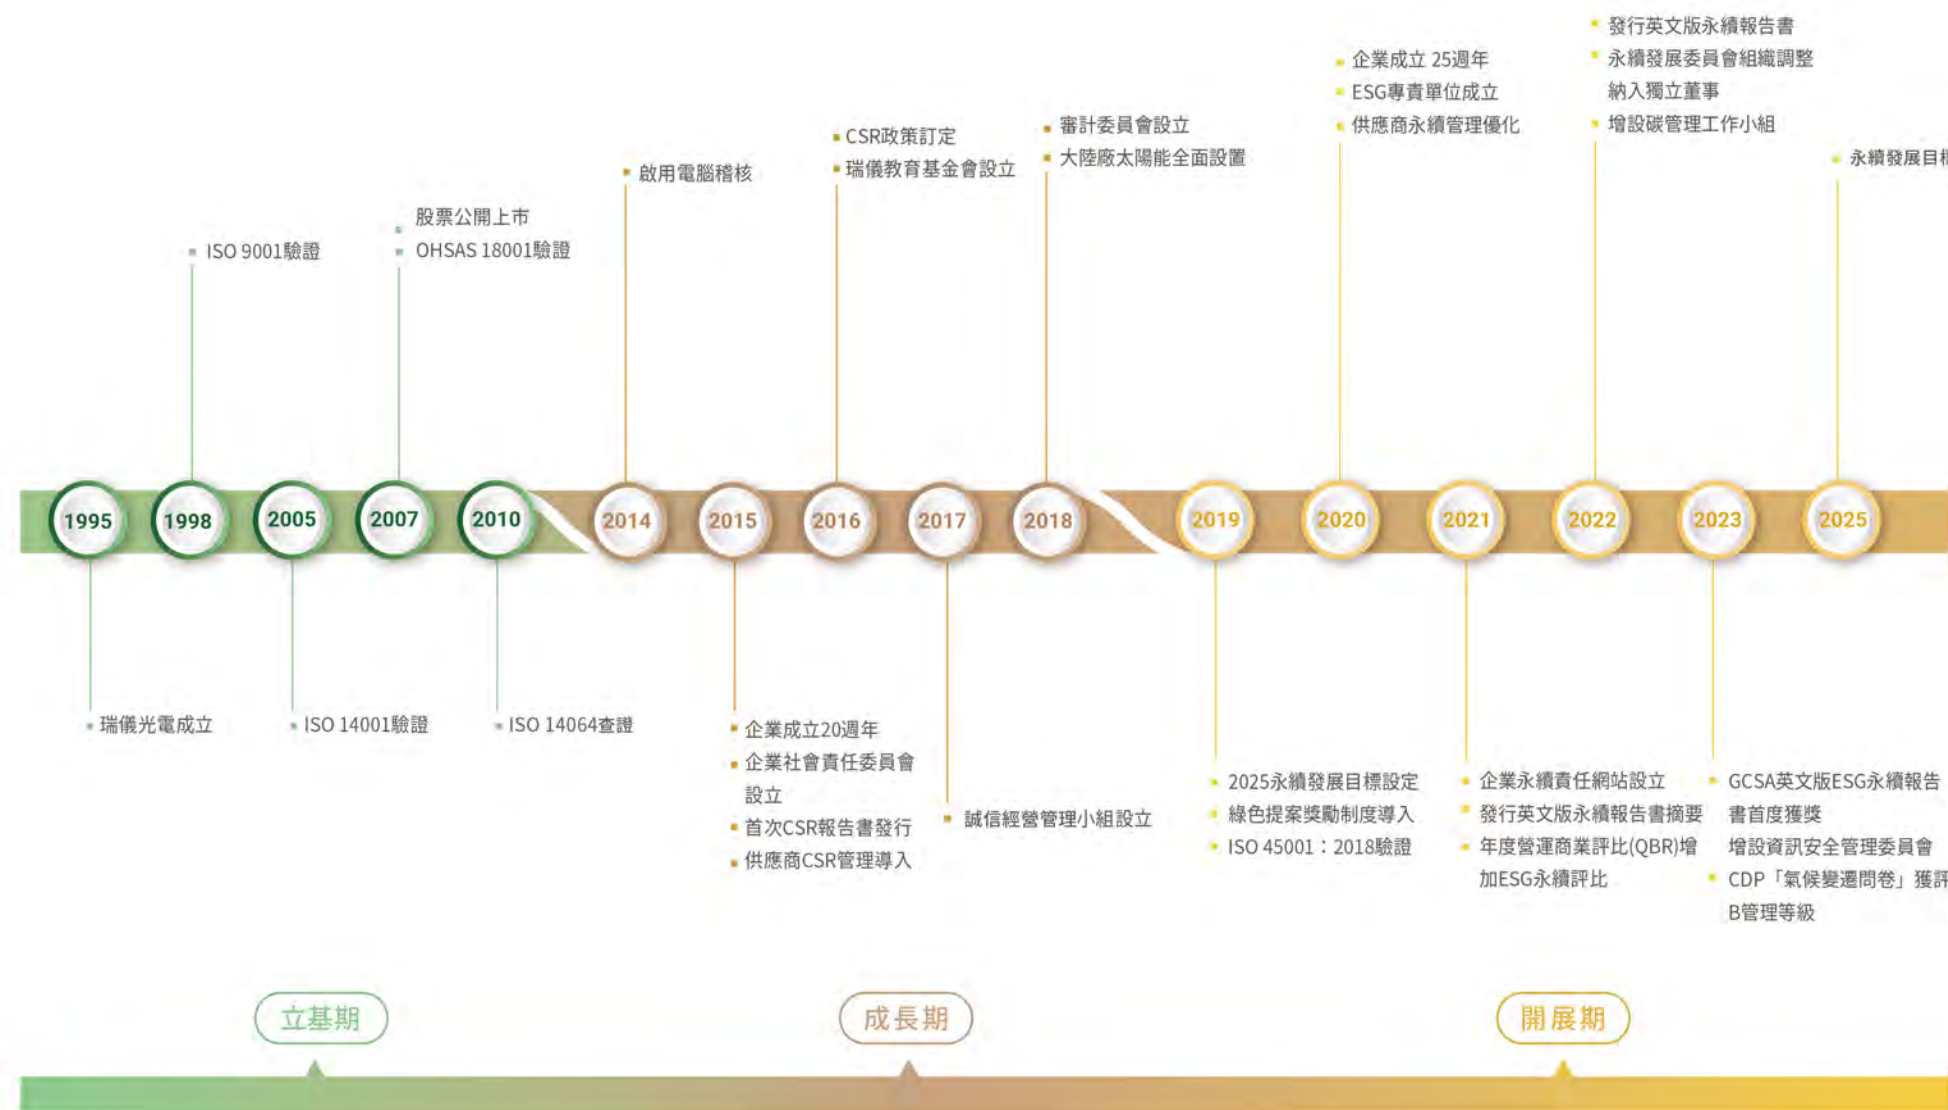 發行英文版永續報告書
永續發展委員會組織調整
納入獨立董事
增設碳管理工作小組
企業成立 25週年
ESG專責單位成立
供應商永續管理優化
審計委員會設立
大陸廠太陽能全面設置
CSR政策訂定
瑞儀教育基金會設立
啟用電腦稽核
永續發展目標
股票公開上市
OHSAS 18001驗證
ISO 9001驗證
1995
1998
2005
2007
2010
2014
2015
2016
2017
2018
2019
2020
2021
2022
2023
2025
瑞儀光電成立
ISO 14001驗證
ISO 14064查證
企業成立20週年
企業社會責任委員會
設立
首次CSR報告書發行
供應商CSR管理導入
誠信經營管理小組設立
2025永續發展目標設定
綠色提案獎勵制度導入
ISO 45001：2018驗證
企業永續責任網站設立
發行英文版永續報告書摘要
年度營運商業評比(QBR)增
加ESG永續評比
GCSA英文版ESG永續報告
書首度獲獎
增設資訊安全管理委員會
CDP「氣候變遷問卷」獲評
B管理等級
立基期
成長期
開展期